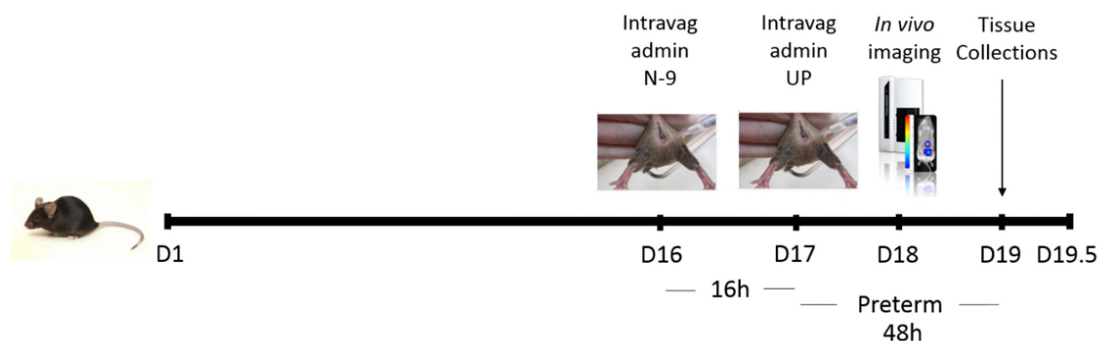 Intravag
admin
N-9
Intravag
admin
UP
In vivo
imaging
Tissue
Collections
D1
D16
D17
D18
D19
D19.5
16h
Preterm
48h